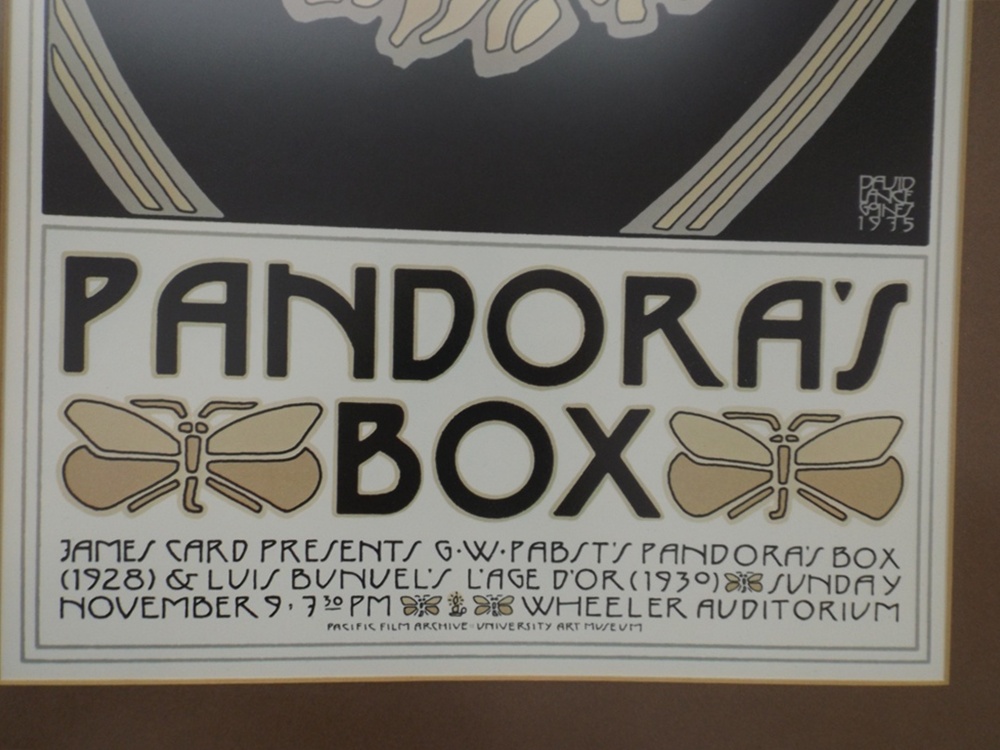 DAVID
LANCE
GOINES
1975
PANDORA'S
BOX
JAMES CARD PRESENTS G·W·PABST'S PANDORA'S BOX
(1928) & LUIS BUNUEL'S L'AGE D'OR (1930) SUNDAY
NOVEMBER 9, 7 30 PM WHEELER AUDITORIUM
PACIFIC FILM ARCHIVE · UNIVERSITY ART MUSEUM